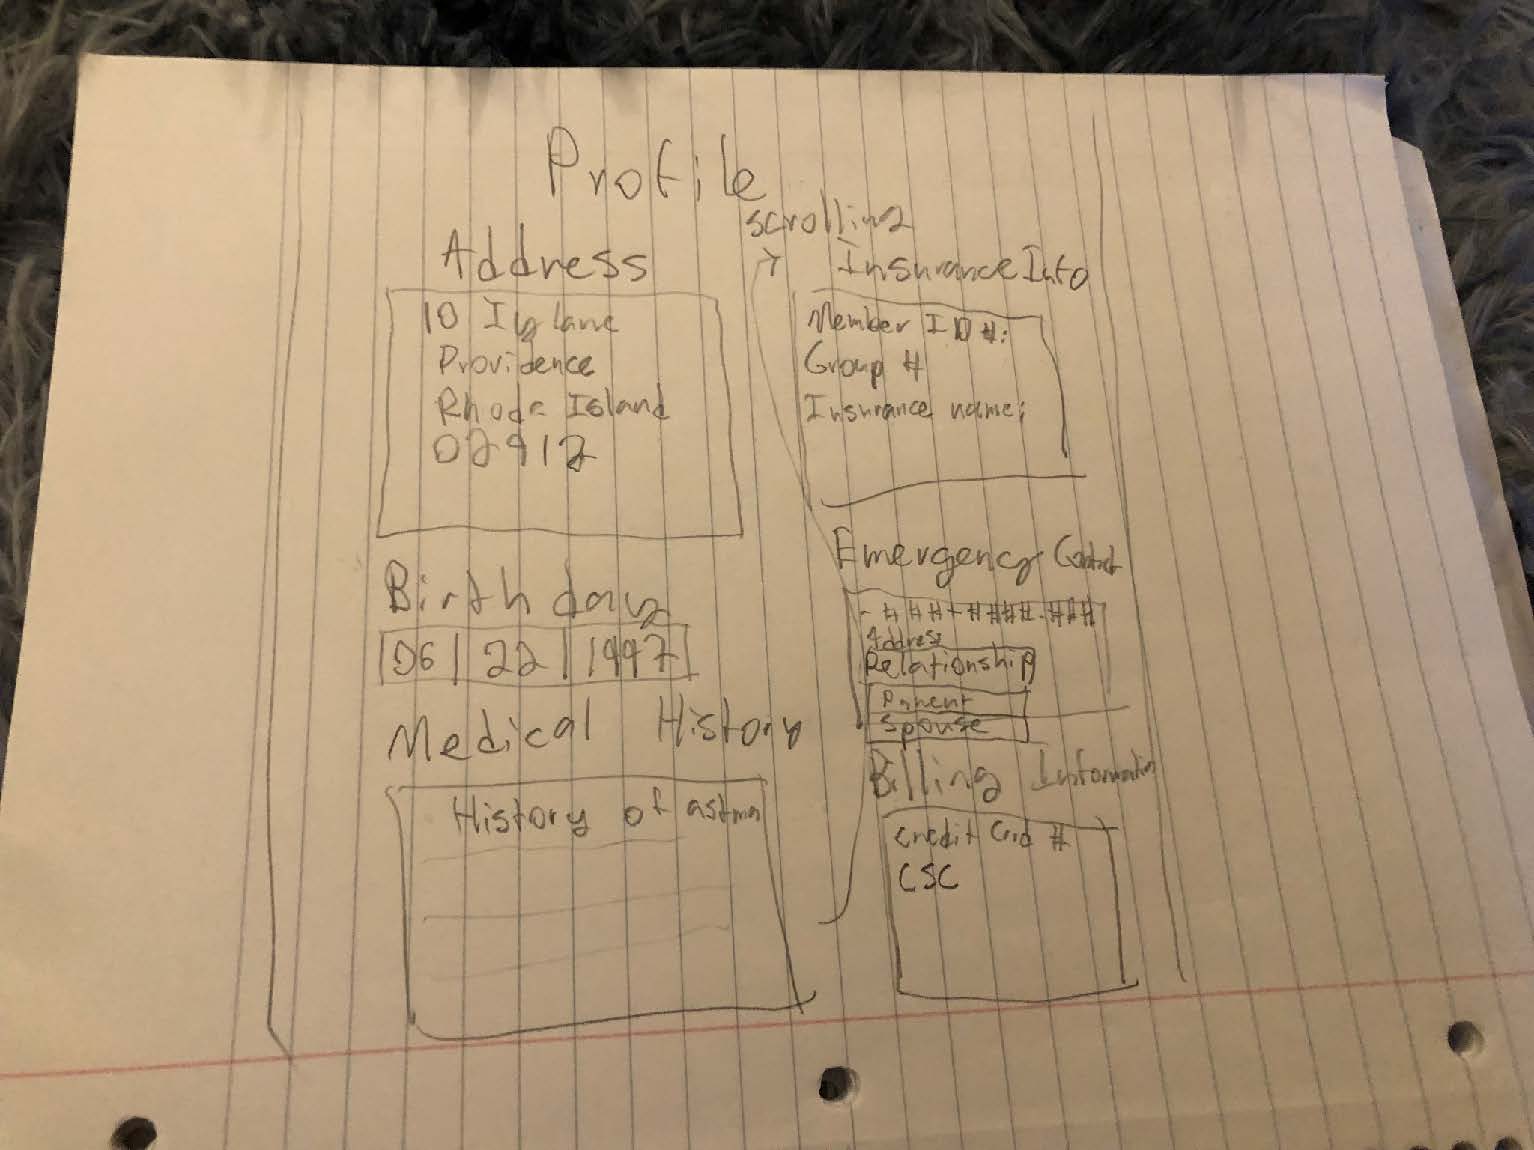 Profile
Address
10 Ivy lane
Providence
Rhode Island
02912
Birthday
06 | 22 | 1997
Medical History
History of astma
scrolling
Insurance Info
Member ID #:
Group #
Insurance name:
Emergency Contact
- ###-####-###
Address
Relationship
Parent
Spouse
Billing Information
Credit Card #
CSC